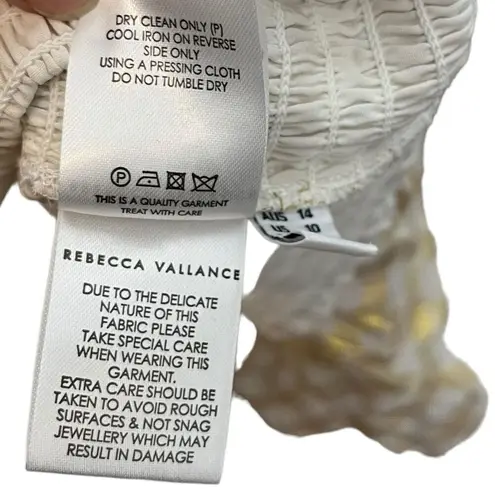 DRY CLEAN ONLY (P)
COOL IRON ON REVERSE
SIDE ONLY
USING A PRESSING CLOTH
DO NOT TUMBLE DRY
P
THIS IS A QUALITY GARMENT
TREAT WITH CARE
AUS 14
US 10
REBECCA VALLANCE
DUE TO THE DELICATE
NATURE OF THIS
FABRIC PLEASE
TAKE SPECIAL CARE
WHEN WEARING THIS
GARMENT.
EXTRA CARE SHOULD BE
TAKEN TO AVOID ROUGH
SURFACES & NOT SNAG
JEWELLERY WHICH MAY
RESULT IN DAMAGE